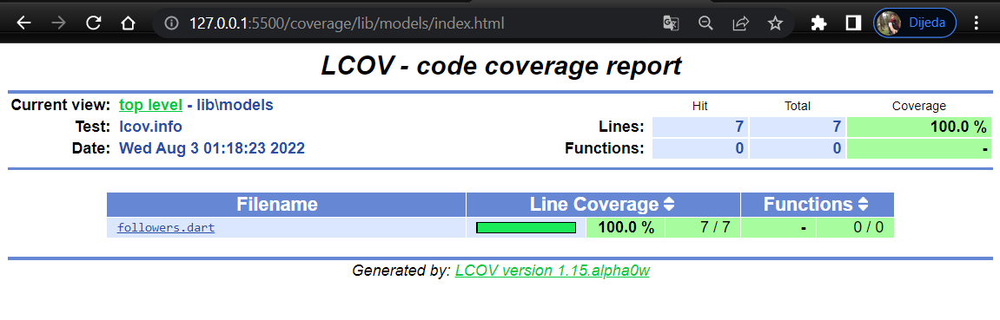 127.0.0.1:5500/coverage/lib/models/index.html
Dijeda
LCOV - code coverage report
Current view: top level - lib\models
Hit Total Coverage
Test: lcov.info
Lines: 7 7 100.0 %
Date: Wed Aug 3 01:18:23 2022
Functions: 0 0 -
Filename Line Coverage Functions
followers.dart 100.0 % 7 / 7 - 0 / 0
Generated by: LCOV version 1.15.alpha0w